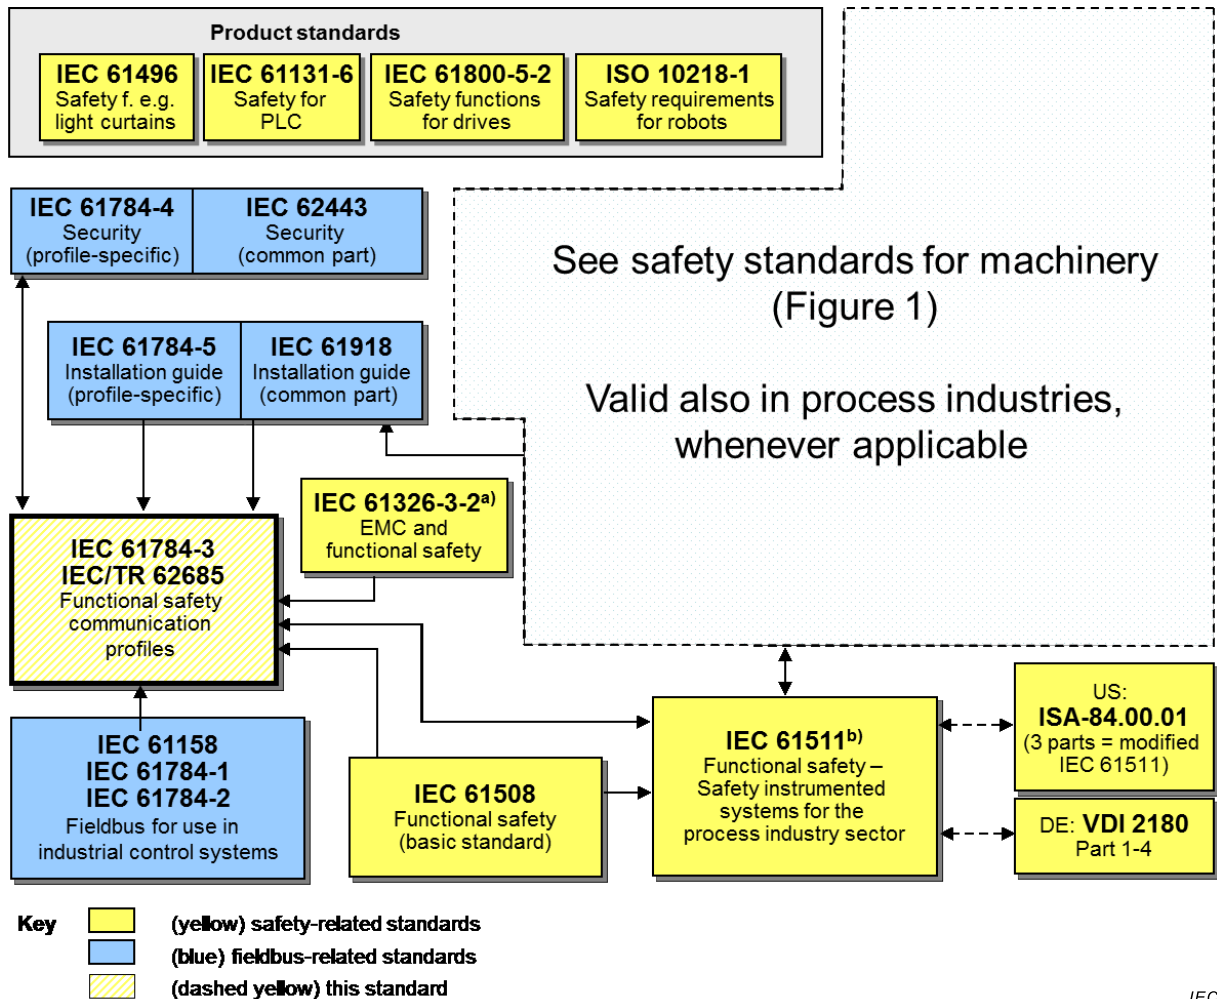 Product standards
IEC 61496
Safety f. e.g.
light curtains
IEC 61131-6
Safety for
PLC
IEC 61800-5-2
Safety functions
for drives
ISO 10218-1
Safety requirements
for robots
IEC 61784-4
Security
(profile-specific)
IEC 62443
Security
(common part)
See safety standards for machinery
(Figure 1)
Valid also in process industries,
whenever applicable
IEC 61784-5
Installation guide
(profile-specific)
IEC 61918
Installation guide
(common part)
IEC 61326-3-2a)
EMC and
functional safety
IEC 61784-3
IEC/TR 62685
Functional safety
communication
profiles
IEC 61158
IEC 61784-1
IEC 61784-2
Fieldbus for use in
industrial control systems
IEC 61508
Functional safety
(basic standard)
IEC 61511b)
Functional safety –
Safety instrumented
systems for the
process industry sector
US:
ISA-84.00.01
(3 parts = modified
IEC 61511)
DE: VDI 2180
Part 1-4
Key
(yellow) safety-related standards
(blue) fieldbus-related standards
(dashed yellow) this standard
IEC